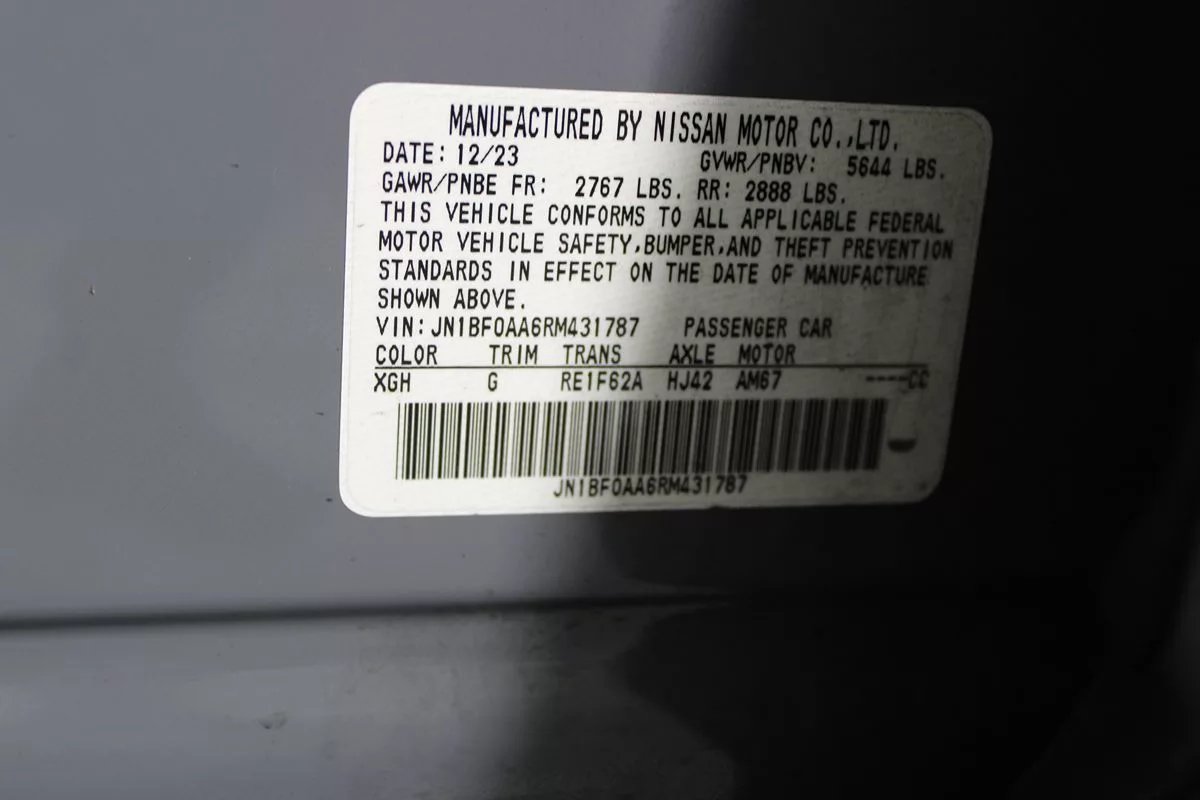 MANUFACTURED BY NISSAN MOTOR CO.,LTD.
DATE: 12/23 GVWR/PNBV: 5644 LBS.
GAWR/PNBE FR: 2767 LBS. RR: 2888 LBS.
THIS VEHICLE CONFORMS TO ALL APPLICABLE FEDERAL
MOTOR VEHICLE SAFETY,BUMPER,AND THEFT PREVENTION
STANDARDS IN EFFECT ON THE DATE OF MANUFACTURE
SHOWN ABOVE.
VIN: JN1BF0AA6RM431787 PASSENGER CAR
COLOR TRIM TRANS AXLE MOTOR
XGH G RE1F62A HJ42 AM67 ----CC
JN1BF0AA6RM431787